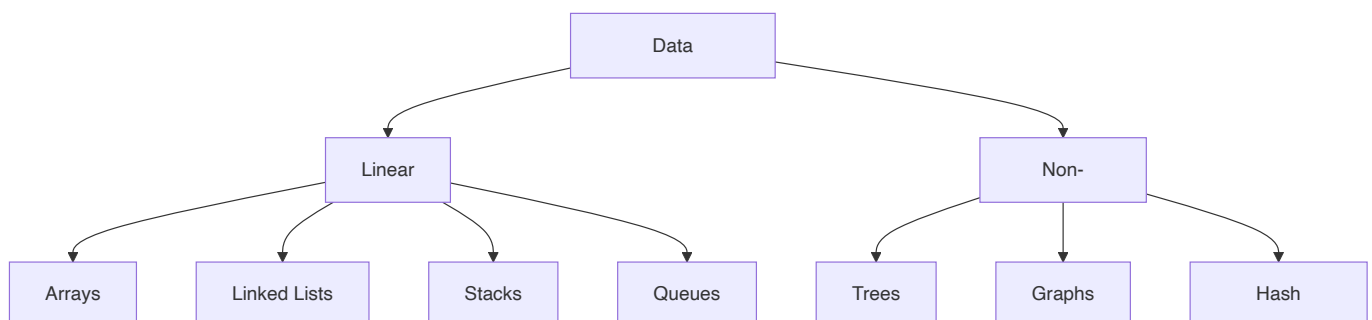 Data
Linear
Non-
Arrays
Linked Lists
Stacks
Queues
Trees
Graphs
Hash